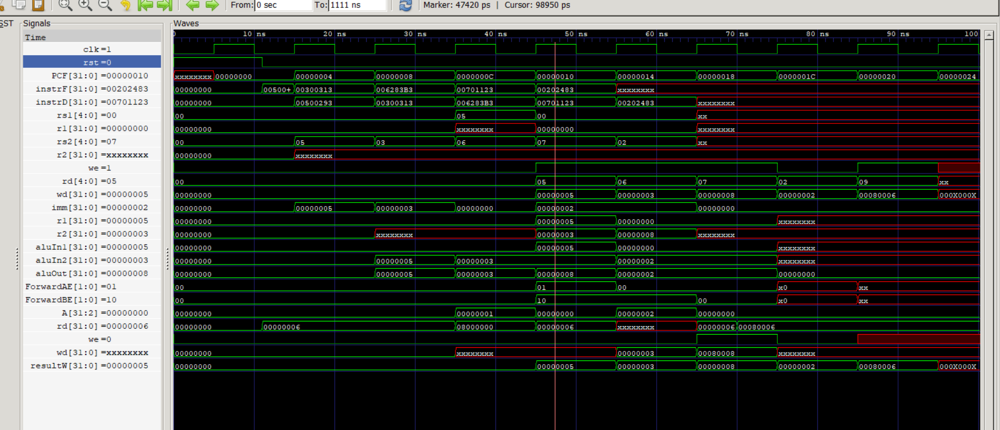 From: 0 sec To: 1111 ns Marker: 47420 ps | Cursor: 98950 ps
SST Signals Waves
Time 0 10 ns 20 ns 30 ns 40 ns 50 ns 60 ns 70 ns 80 ns 90 ns 100
clk=1
rst=0
PCF[31:0] =00000010 xxxxxxxx 00000000 00000004 00000008 0000000C 00000010 00000014 00000018 0000001C 00000020 00000024
instrF[31:0] =00202483 00000000 00500+ 00300313 006283B3 00701123 00202483 xxxxxxxx
instrD[31:0] =00701123 00000000 00500293 00300313 006283B3 00701123 00202483 xxxxxxxx
rs1[4:0] =00 00 05 00 xx
r1[31:0] =00000000 00000000 xxxxxxxx 00000000 xxxxxxxx
rs2[4:0] =07 00 05 03 06 07 02 xx
r2[31:0] =xxxxxxxx 00000000 xxxxxxxx
we=1
rd[4:0] =05 00 05 06 07 02 09 xx
wd[31:0] =00000005 00000000 00000005 00000003 00000008 00000002 00080006 000X000X
imm[31:0] =00000002 00000000 00000005 00000003 00000000 00000002 00000000
r1[31:0] =00000005 00000000 00000005 00000000 xxxxxxxx
r2[31:0] =00000003 00000000 xxxxxxxx 00000003 00000008 xxxxxxxx
aluIn1[31:0] =00000005 00000000 00000005 00000000 xxxxxxxx
aluIn2[31:0] =00000003 00000000 00000005 00000003 00000002 xxxxxxxx
aluOut[31:0] =00000008 00000000 00000005 00000003 00000008 00000002 00000000
ForwardAE[1:0] =01 00 01 00 x0 xx
ForwardBE[1:0] =10 00 10 00 x0 xx
A[31:2] =00000000 00000000 00000001 00000000 00000002 00000000
rd[31:0] =00000006 00000000 00000006 08000000 00000006 xxxxxxxx 00000006 00080006
we=0
wd[31:0] =xxxxxxxx 00000000 xxxxxxxx 00000003 00080008 xxxxxxxx
resultW[31:0] =00000005 00000000 00000005 00000003 00000008 00000002 00080006 000X000X